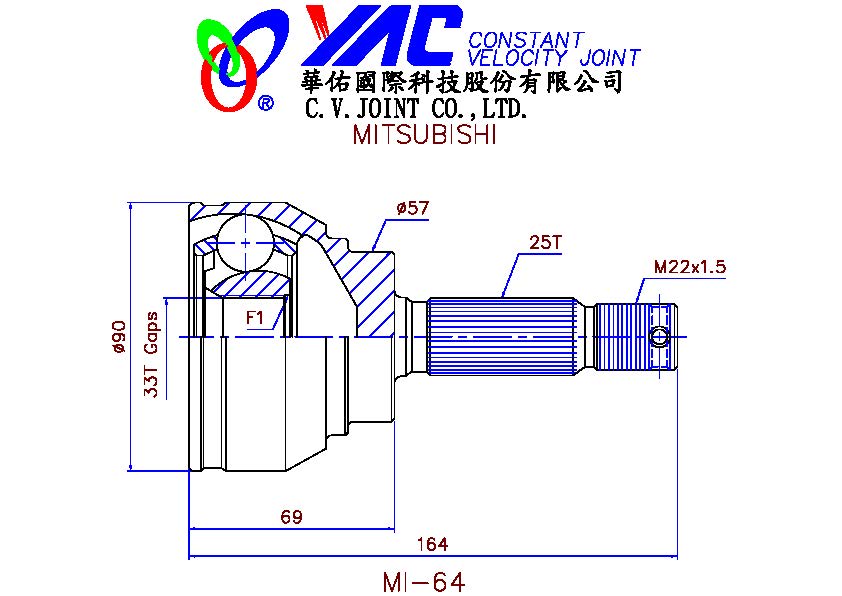 YAC CONSTANT
VELOCITY JOINT
®
華佑國際科技股份有限公司
C.V.JOINT CO.,LTD.
MITSUBISHI
ø57
25T
M22x1.5
F1
ø90
33T Gaps
69
164
MI-64